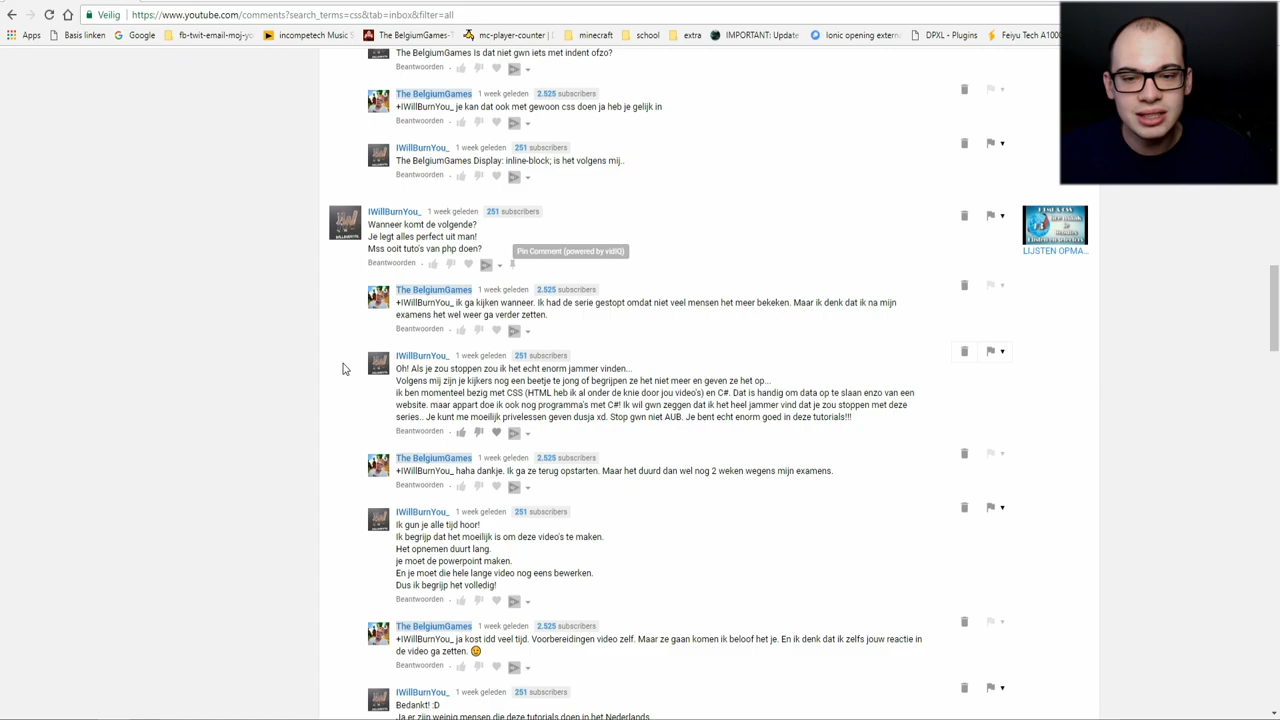 Veilig
https://www.youtube.com/comments?search_terms=css&tab=inbox&filter=all
Apps Basis linken Google fb-twit-email-moj-yo incompetech Music The BelgiumGames-T mc-player-counter minecraft school extra IMPORTANT: Update Ionic opening extern DPXL - Plugins Feiyu Tech A1000
The BelgiumGames Is dat niet gwn iets met indent ofzo?
Beantwoorden
The BelgiumGames 1 week geleden 2.525 subscribers
+IWillBurnYou_ je kan dat ook met gewoon css doen ja heb je gelijk in
Beantwoorden
IWillBurnYou_ 1 week geleden 251 subscribers
The BelgiumGames Display: inline-block; is het volgens mij..
Beantwoorden
IWillBurnYou_ 1 week geleden 251 subscribers
Wanneer komt de volgende?
Je legt alles perfect uit man!
Mss ooit tuto's van php doen?
Pin Comment (powered by vidIQ)
Beantwoorden
LIJSTEN OPMA...
The BelgiumGames 1 week geleden 2.525 subscribers
+IWillBurnYou_ ik ga kijken wanneer. Ik had de serie gestopt omdat niet veel mensen het meer bekeken. Maar ik denk dat ik na mijn
examens het wel weer ga verder zetten.
Beantwoorden
IWillBurnYou_ 1 week geleden 251 subscribers
Oh! Als je zou stoppen zou ik het echt enorm jammer vinden...
Volgens mij zijn je kijkers nog een beetje te jong of begrijpen ze het niet meer en geven ze het op...
ik ben momenteel bezig met CSS (HTML heb ik al onder de knie door jou video's) en C#. Dat is handig om data op te slaan enzo van een
website. maar appart doe ik ook nog programma's met C#! Ik wil gwn zeggen dat ik het heel jammer vind dat je zou stoppen met deze
series.. Je kunt me moeilijk privelessen geven dusja xd. Stop gwn niet AUB. Je bent echt enorm goed in deze tutorials!!!
Beantwoorden
The BelgiumGames 1 week geleden 2.525 subscribers
+IWillBurnYou_ haha dankje. Ik ga ze terug opstarten. Maar het duurd dan wel nog 2 weken wegens mijn examens.
Beantwoorden
IWillBurnYou_ 1 week geleden 251 subscribers
Ik gun je alle tijd hoor!
Ik begrijp dat het moeilijk is om deze video's te maken.
Het opnemen duurt lang.
je moet de powerpoint maken.
En je moet die hele lange video nog eens bewerken.
Dus ik begrijp het volledig!
Beantwoorden
The BelgiumGames 1 week geleden 2.525 subscribers
+IWillBurnYou_ ja kost idd veel tijd. Voorbereidingen video zelf. Maar ze gaan komen ik beloof het je. En ik denk dat ik zelfs jouw reactie in
de video ga zetten.
Beantwoorden
IWillBurnYou_ 1 week geleden 251 subscribers
Bedankt! :D
Ja er zijn weinig mensen die deze tutorials doen in het Nederlands